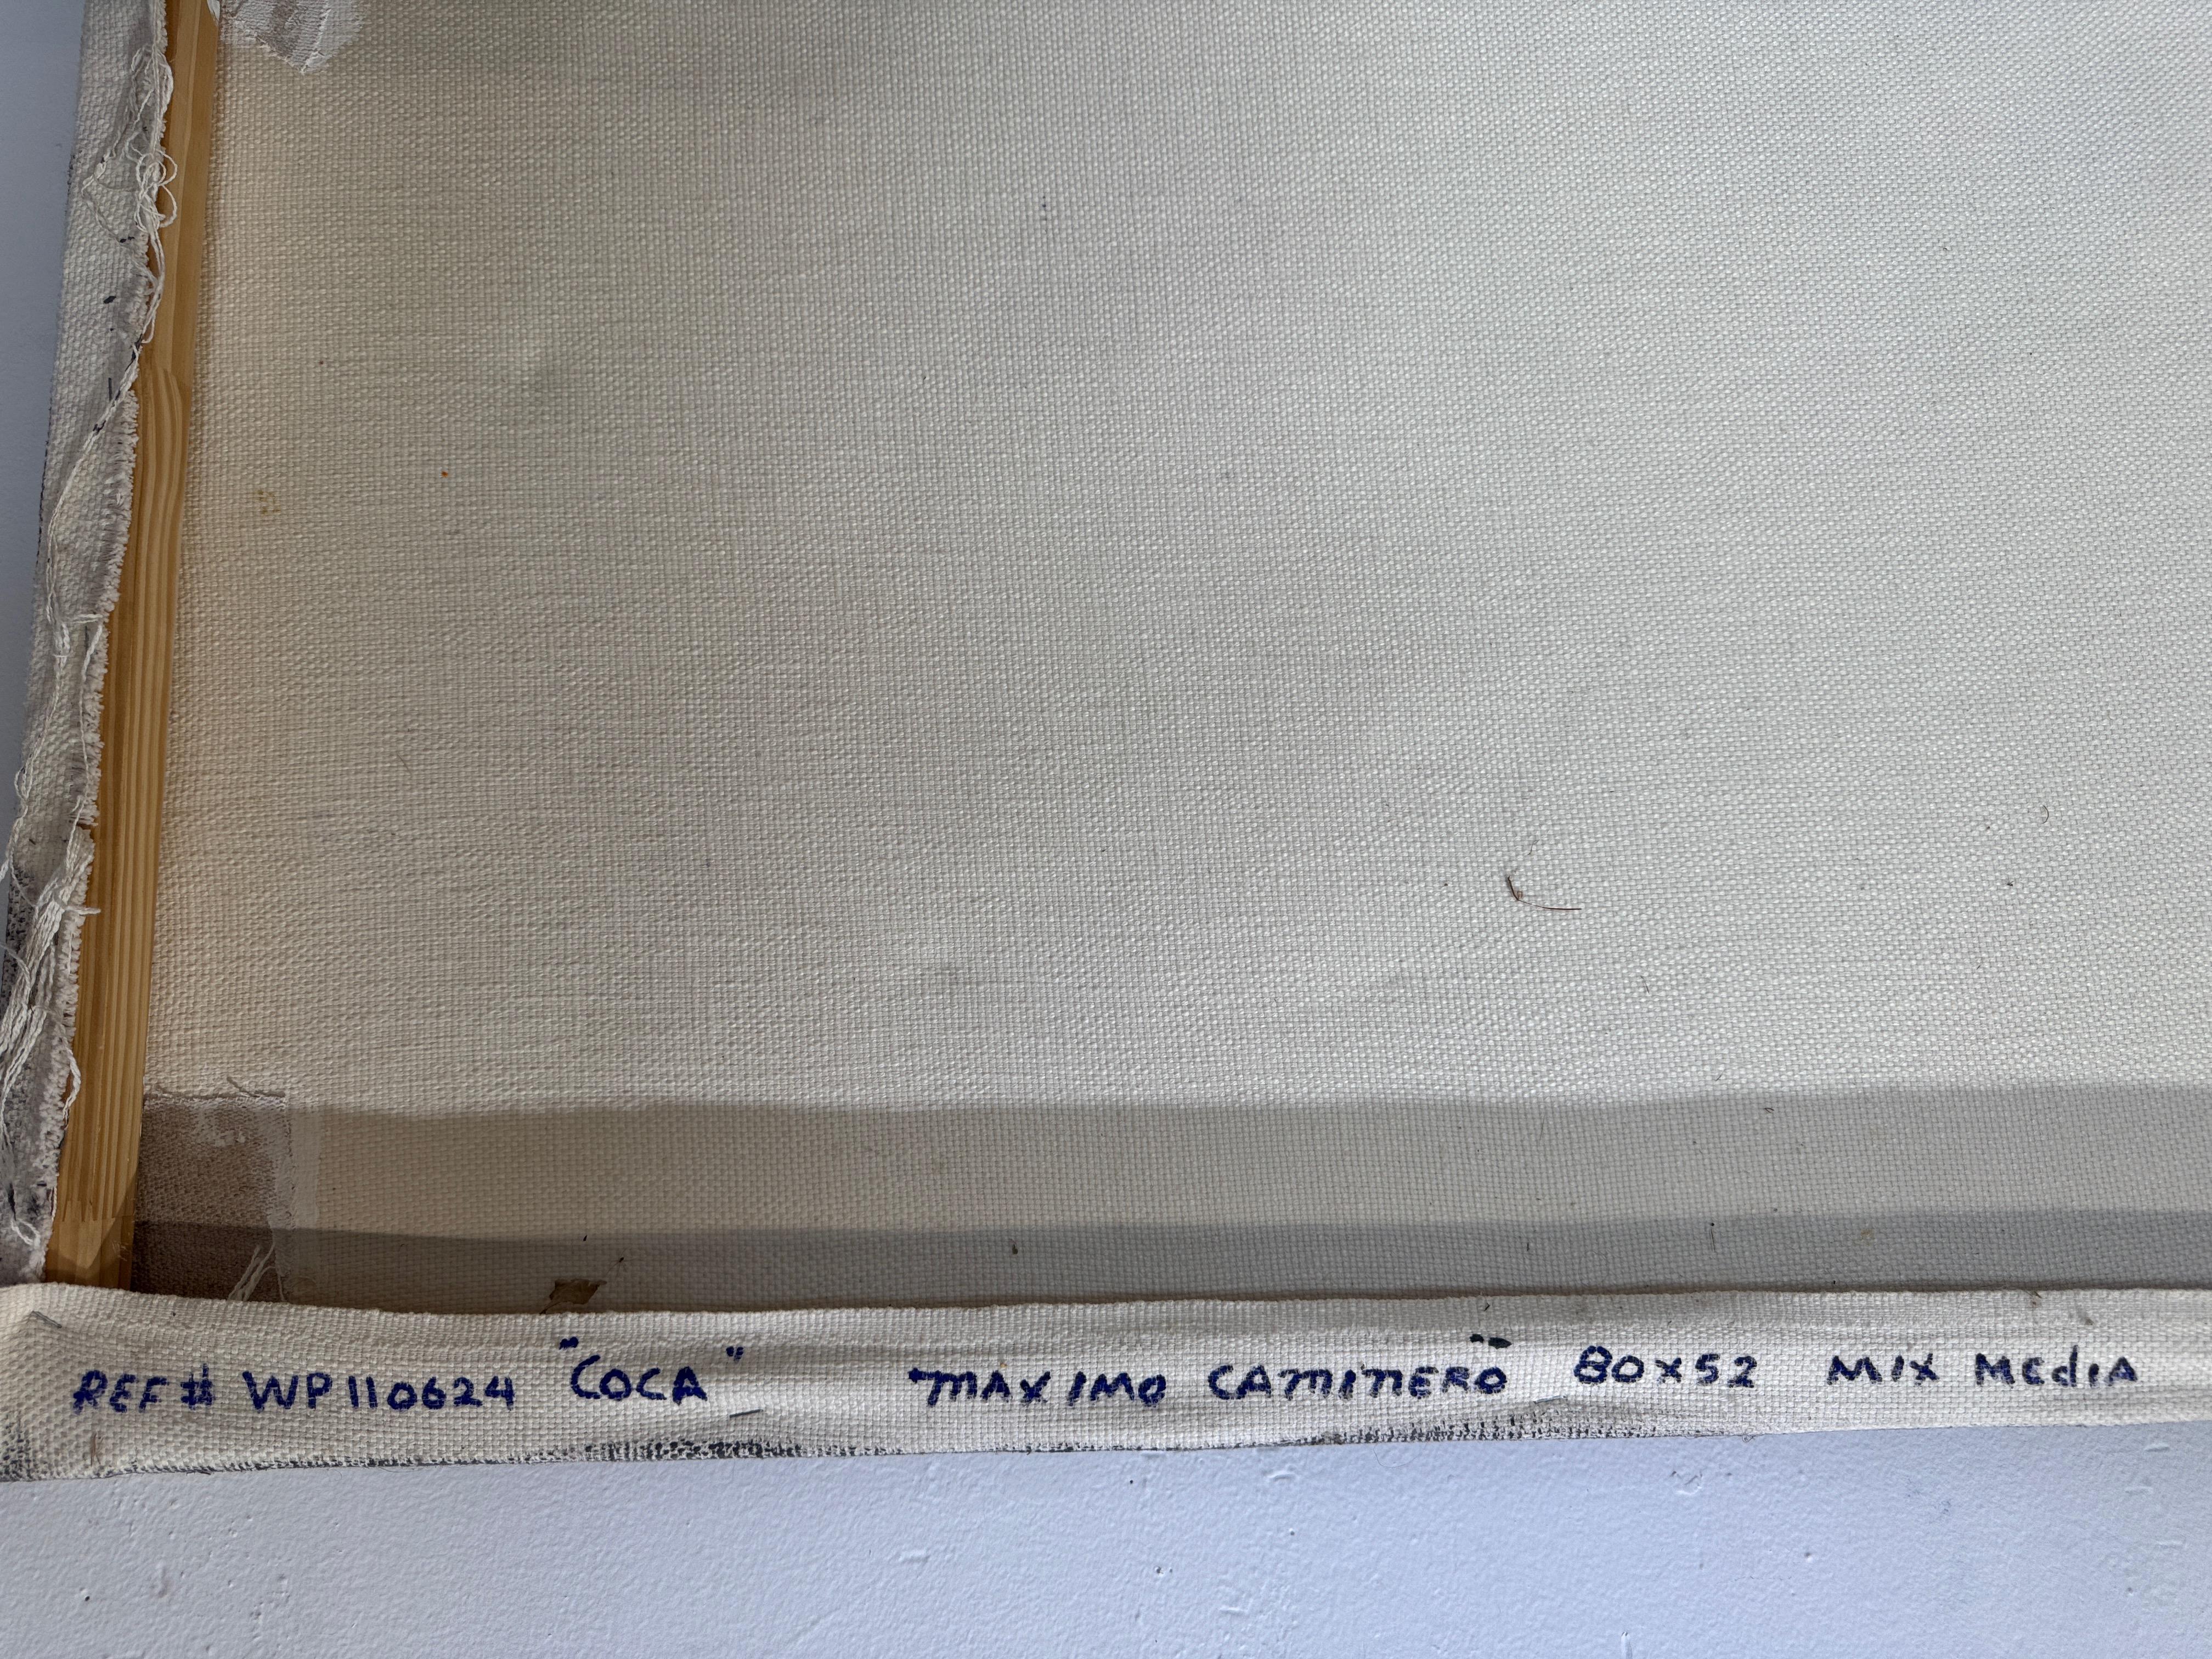 REF# WP110624 "COCA" "MAXIMO CAMINERO" 80x52 MIX MEdiA